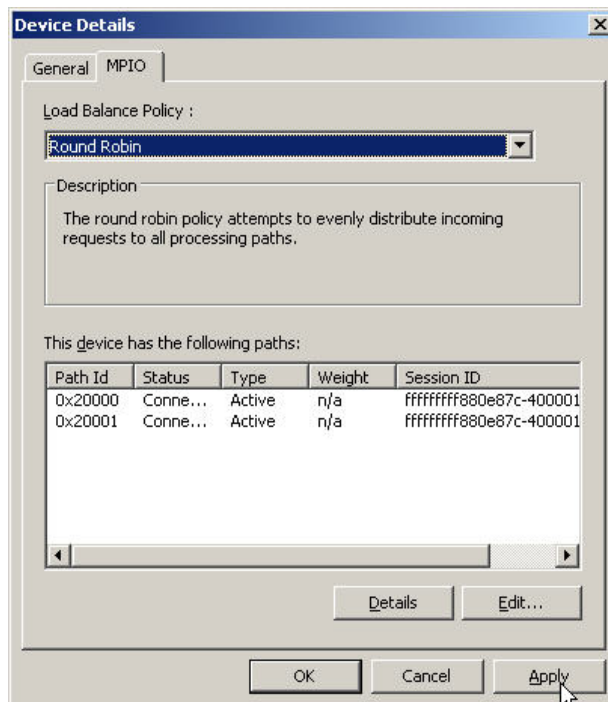 Device Details
General MPIO
Load Balance Policy :
Round Robin
Description
The round robin policy attempts to evenly distribute incoming
requests to all processing paths.
This device has the following paths:
Path Id Status Type Weight Session ID
0x20000 Conne... Active n/a fffffffff880e87c-400001
0x20001 Conne... Active n/a fffffffff880e87c-400001
Details Edit...
OK Cancel Apply